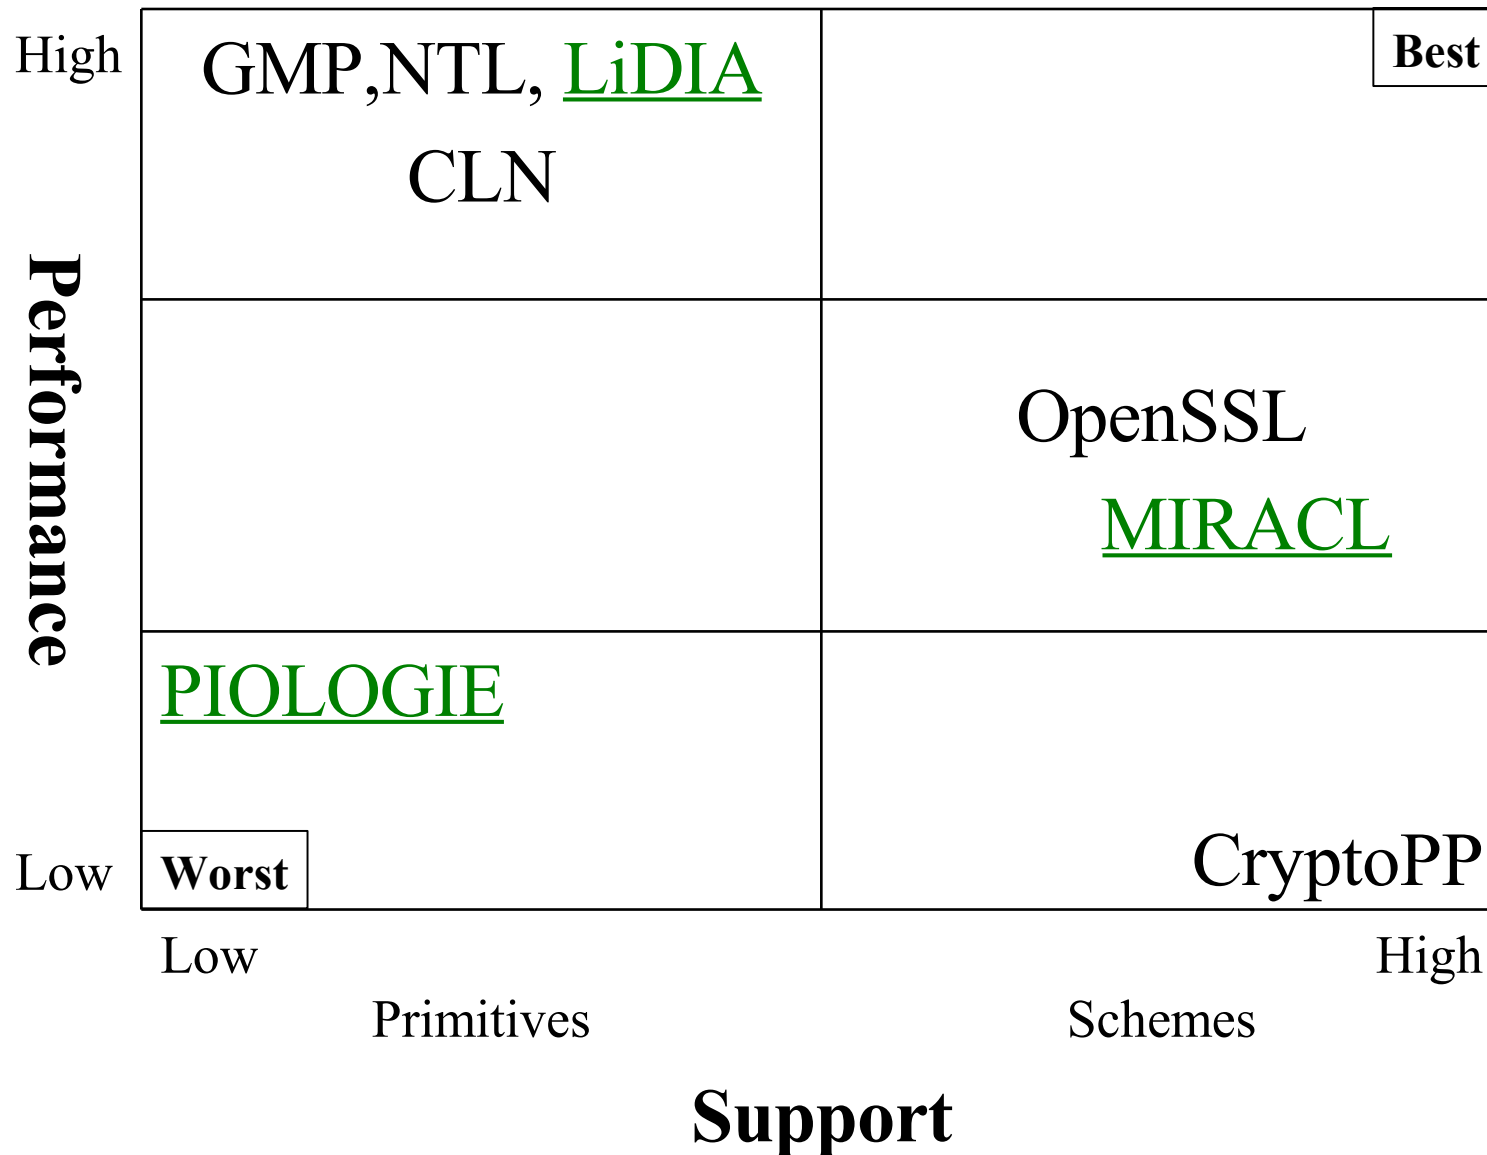 High
GMP,NTL, LiDIA
Best
CLN
Performance
OpenSSL
MIRACL
PIOLOGIE
CryptoPP
Low
Worst
Low
High
Primitives
Schemes
Support